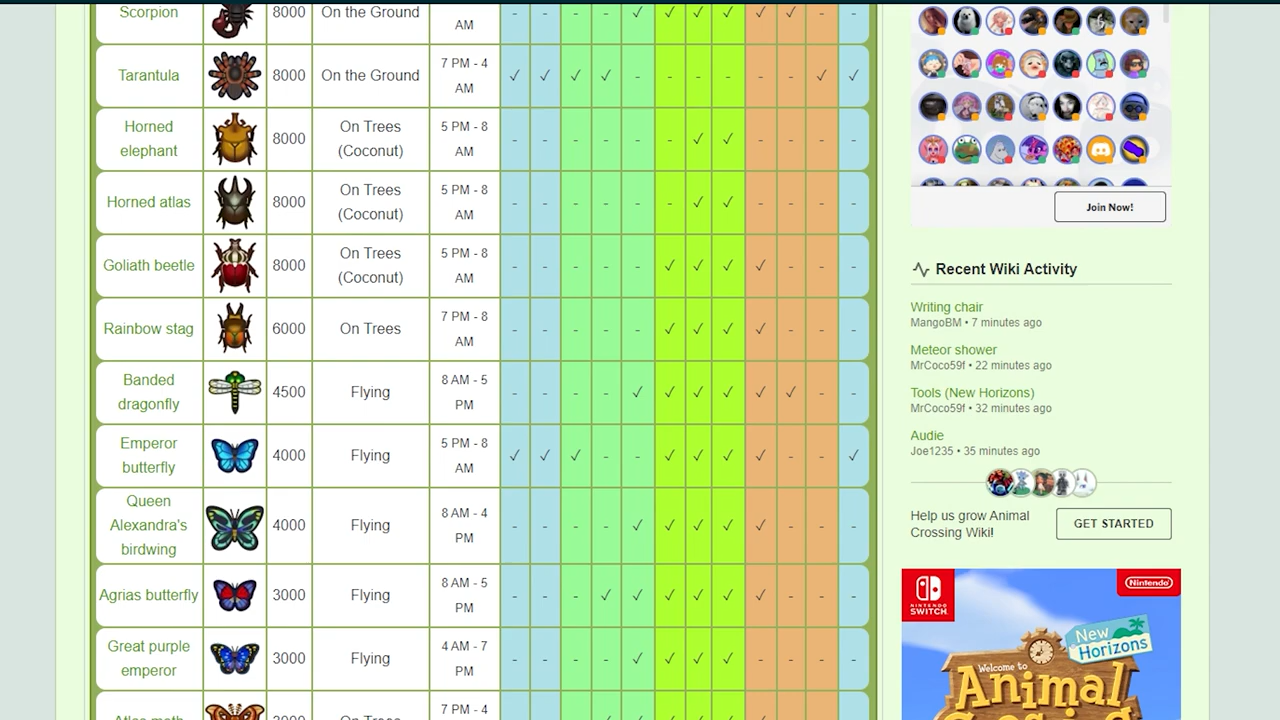 Scorpion 8000 On the Ground AM - - - - ✓ ✓ ✓ ✓ ✓ ✓ - -
Tarantula 8000 On the Ground 7 PM - 4 AM ✓ ✓ ✓ ✓ - - - - - - ✓ ✓
Horned elephant 8000 On Trees (Coconut) 5 PM - 8 AM - - - - - - ✓ ✓ - - - -
Horned atlas 8000 On Trees (Coconut) 5 PM - 8 AM - - - - - - ✓ ✓ - - - -
Goliath beetle 8000 On Trees (Coconut) 5 PM - 8 AM - - - - - ✓ ✓ ✓ ✓ - - -
Rainbow stag 6000 On Trees 7 PM - 8 AM - - - - - ✓ ✓ ✓ ✓ - - -
Banded dragonfly 4500 Flying 8 AM - 5 PM - - - - ✓ ✓ ✓ ✓ ✓ ✓ - -
Emperor butterfly 4000 Flying 5 PM - 8 AM ✓ ✓ ✓ - - ✓ ✓ ✓ ✓ - - ✓
Queen Alexandra's birdwing 4000 Flying 8 AM - 4 PM - - - - ✓ ✓ ✓ ✓ ✓ - - -
Agrias butterfly 3000 Flying 8 AM - 5 PM - - - ✓ ✓ ✓ ✓ ✓ ✓ - - -
Great purple emperor 3000 Flying 4 AM - 7 PM - - - - ✓ ✓ ✓ ✓ - - - -
Atlas moth 3000 On Trees 7 PM - 4
Join Now!
Recent Wiki Activity
Writing chair
MangoBM • 7 minutes ago
Meteor shower
MrCoco59f • 22 minutes ago
Tools (New Horizons)
MrCoco59f • 32 minutes ago
Audie
Joe1235 • 35 minutes ago
Help us grow Animal
Crossing Wiki!
GET STARTED
NINTENDO
SWITCH
Nintendo
New
Horizons
Welcome to
Animal
Crossing